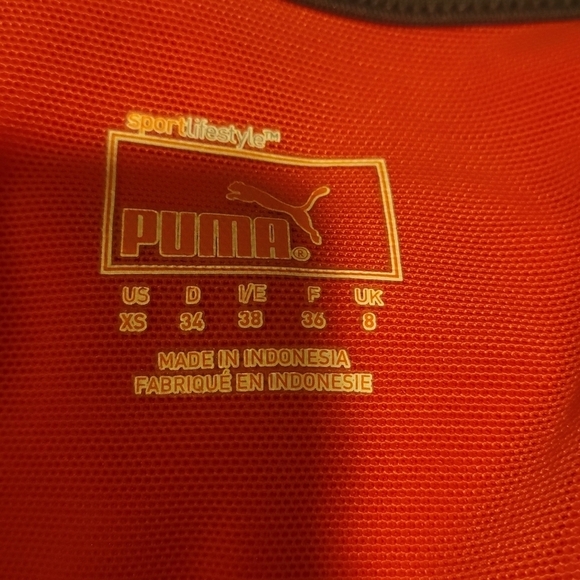 sportlifestyle™
PUMA®
US D I/E F UK
XS 34 38 36 8
MADE IN INDONESIA
FABRIQUÉ EN INDONESIE